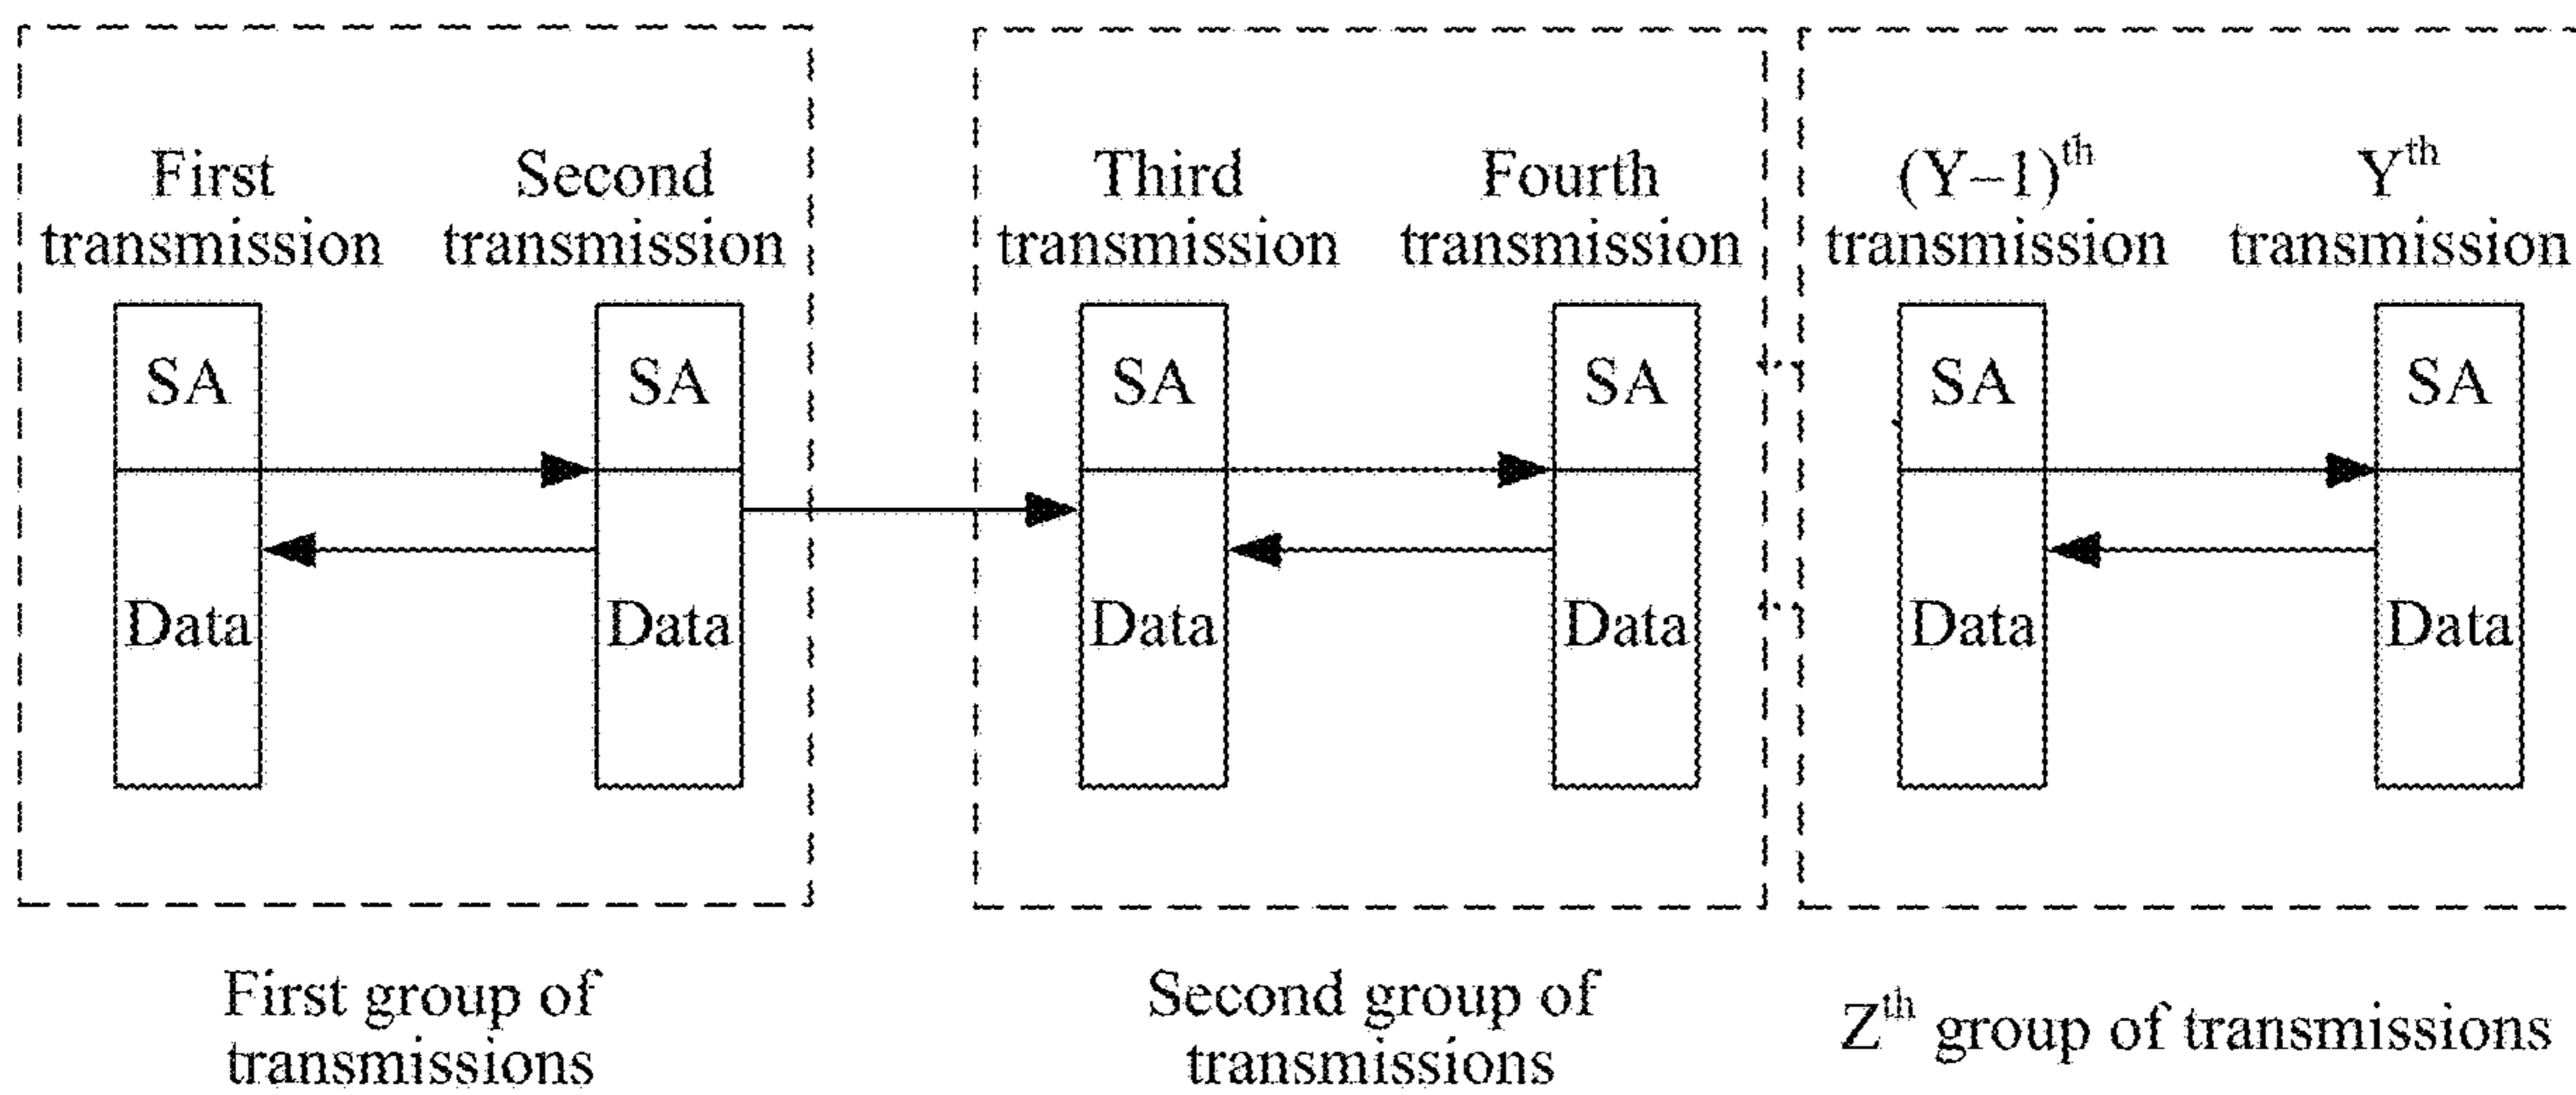 First
transmission
Second
transmission
Third
transmission
Fourth
transmission
(Y−1)th
transmission
Yth
transmission
SA
SA
SA
SA
SA
SA
Data
Data
Data
Data
Data
Data
First group of
transmissions
Second group of
transmissions
Zth group of transmissions